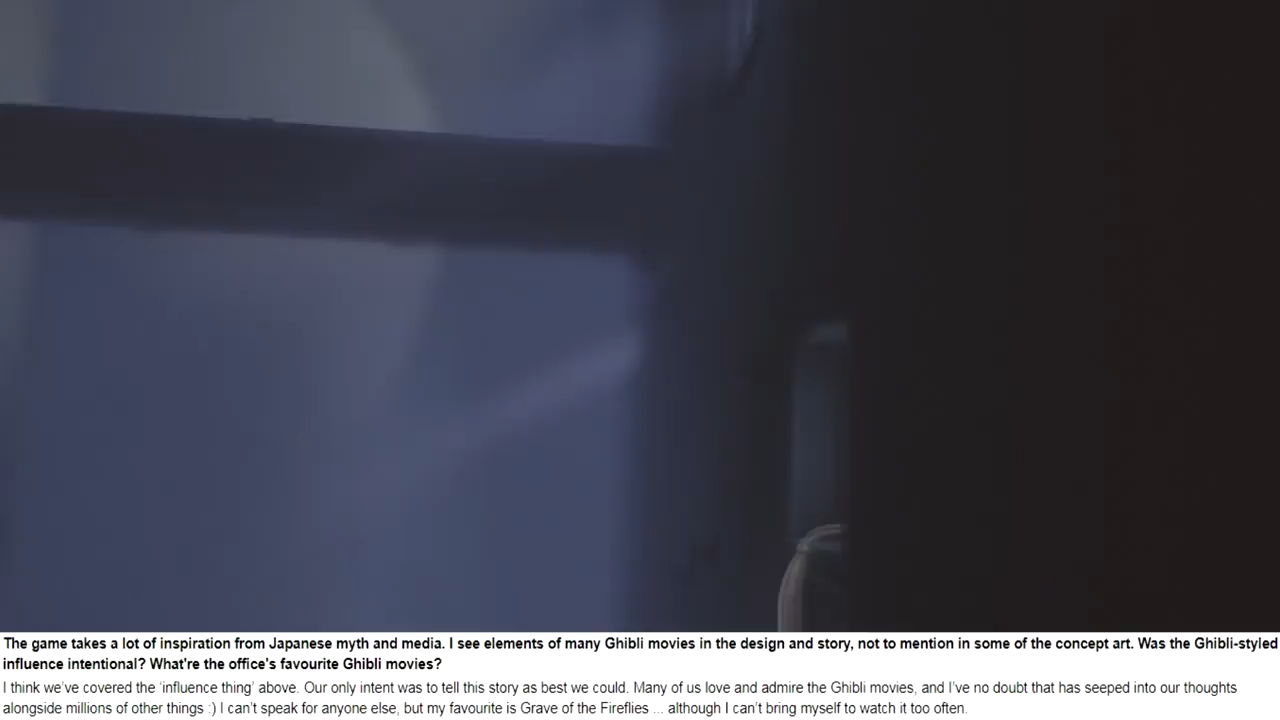 The game takes a lot of inspiration from Japanese myth and media. I see elements of many Ghibli movies in the design and story, not to mention in some of the concept art. Was the Ghibli-styled
influence intentional? What're the office's favourite Ghibli movies?
I think we've covered the 'influence thing' above. Our only intent was to tell this story as best we could. Many of us love and admire the Ghibli movies, and I've no doubt that has seeped into our thoughts
alongside millions of other things :) I can't speak for anyone else, but my favourite is Grave of the Fireflies ... although I can't bring myself to watch it too often.